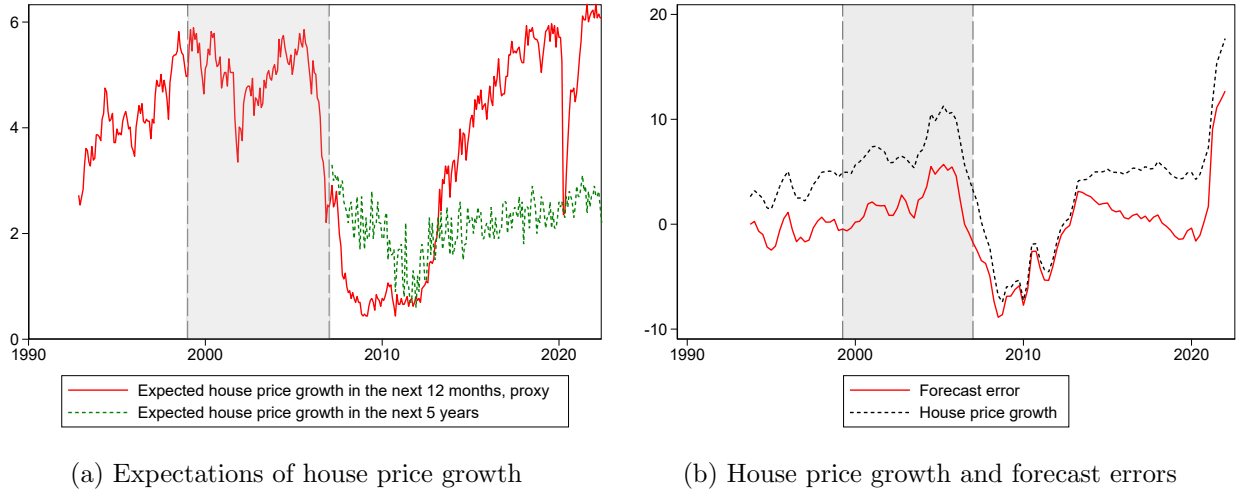 6
4
2
0
1990
2000
2010
2020
Expected house price growth in the next 12 months, proxy
Expected house price growth in the next 5 years
(a) Expectations of house price growth
20
10
0
-10
1990
2000
2010
2020
Forecast error
House price growth
(b) House price growth and forecast errors